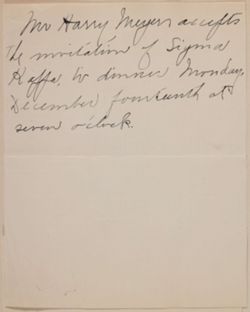 Mr Harry Meyers accepts
the invitation of Sigma
Kappa, to dinner Monday,
December fourteenth at
seven o'clock.